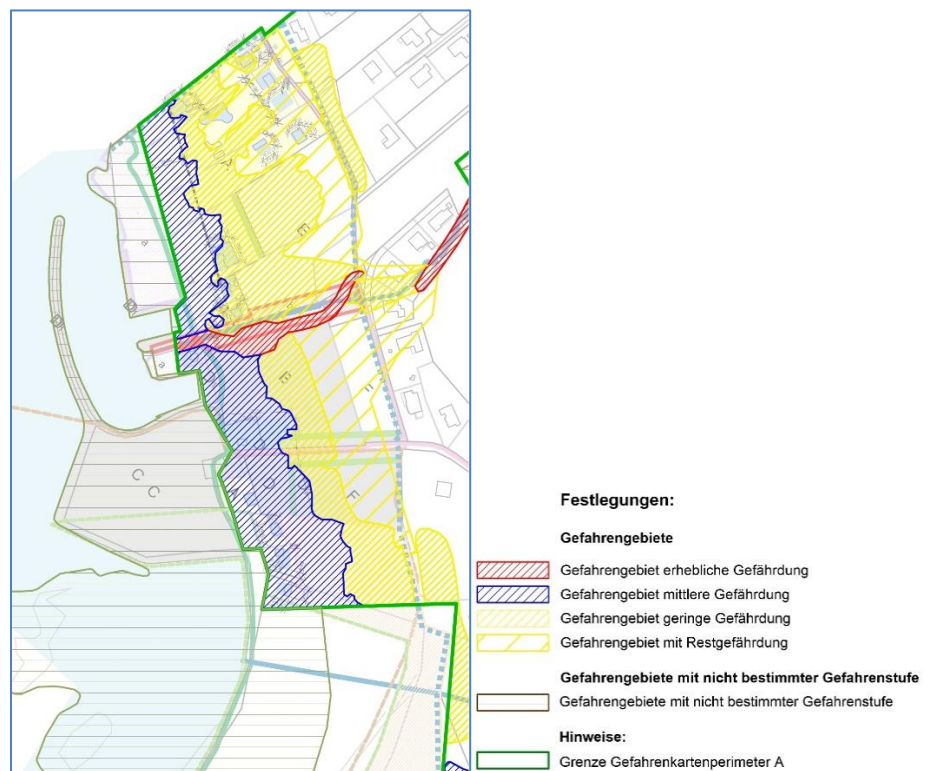 a
A
E
a
D
E
F
C
C
A
D
D
D
F
Festlegungen:
Gefahrengebiete
Gefahrengebiet erhebliche Gefährdung
Gefahrengebiet mittlere Gefährdung
Gefahrengebiet geringe Gefährdung
Gefahrengebiet mit Restgefährdung
Gefahrengebiete mit nicht bestimmter Gefahrenstufe
Gefahrengebiete mit nicht bestimmter Gefahrenstufe
Hinweise:
Grenze Gefahrenkartenperimeter A